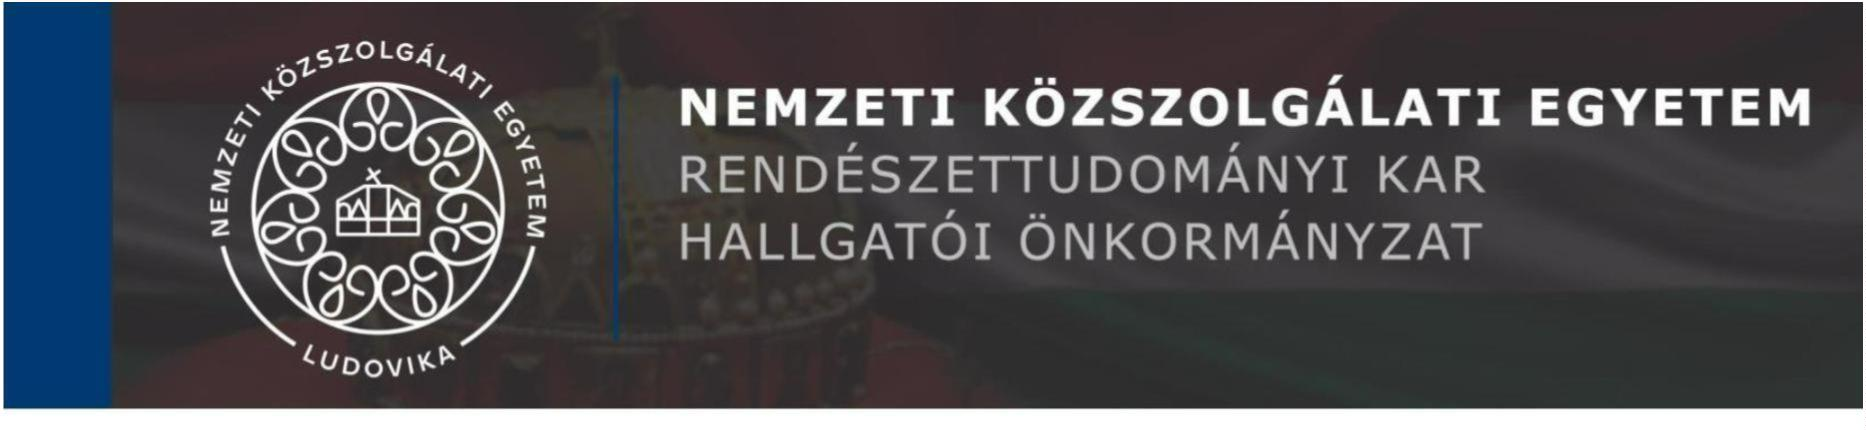 NEMZETI KÖZSZOLGÁLATI EGYETEM
LUDOVIKA
NEMZETI KÖZSZOLGÁLATI EGYETEM
RENDÉSZETTUDOMÁNYI KAR
HALLGATÓI ÖNKORMÁNYZAT